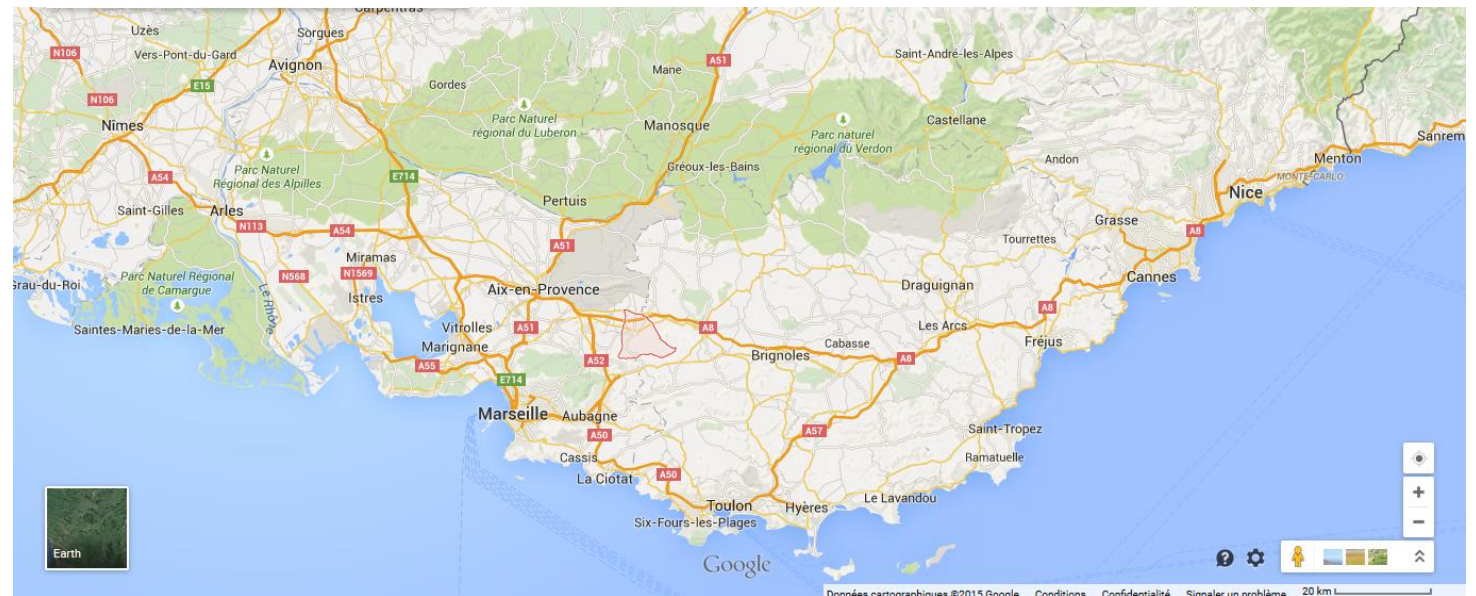 Carpentras
Uzès
Sorgues
N106
Vers-Pont-du-Gard
Avignon
E15
N106
Nîmes
Gordes
Mane
A51
Saint-André-les-Alpes
Parc Naturel
régional du Luberon
Manosque
Parc naturel
régional du Verdon
Castellane
Sanrem
Menton
MONTE-CARLO
Andon
Gréoux-les-Bains
Parc Naturel
Régional des Alpilles
A54
E714
Nice
Saint-Gilles
Arles
Pertuis
Grasse
N113
A54
A51
Tourrettes
A8
Miramas
Parc Naturel Régional
de Camargue
N568
N1569
Cannes
Grau-du-Roi
Le Rhône
Istres
Aix-en-Provence
Draguignan
A8
Saintes-Maries-de-la-Mer
Vitrolles
A51
A8
Les Arcs
Marignane
Cabasse
Fréjus
A55
A52
Brignoles
A8
E714
Marseille
Aubagne
A50
A57
Saint-Tropez
Cassis
Ramatuelle
La Ciotat
A50
Toulon
Hyères
Le Lavandou
Six-Fours-les-Plages
Earth
Google
Données cartographiques ©2015 Google Conditions Confidentialité Signaler un problème 20 km